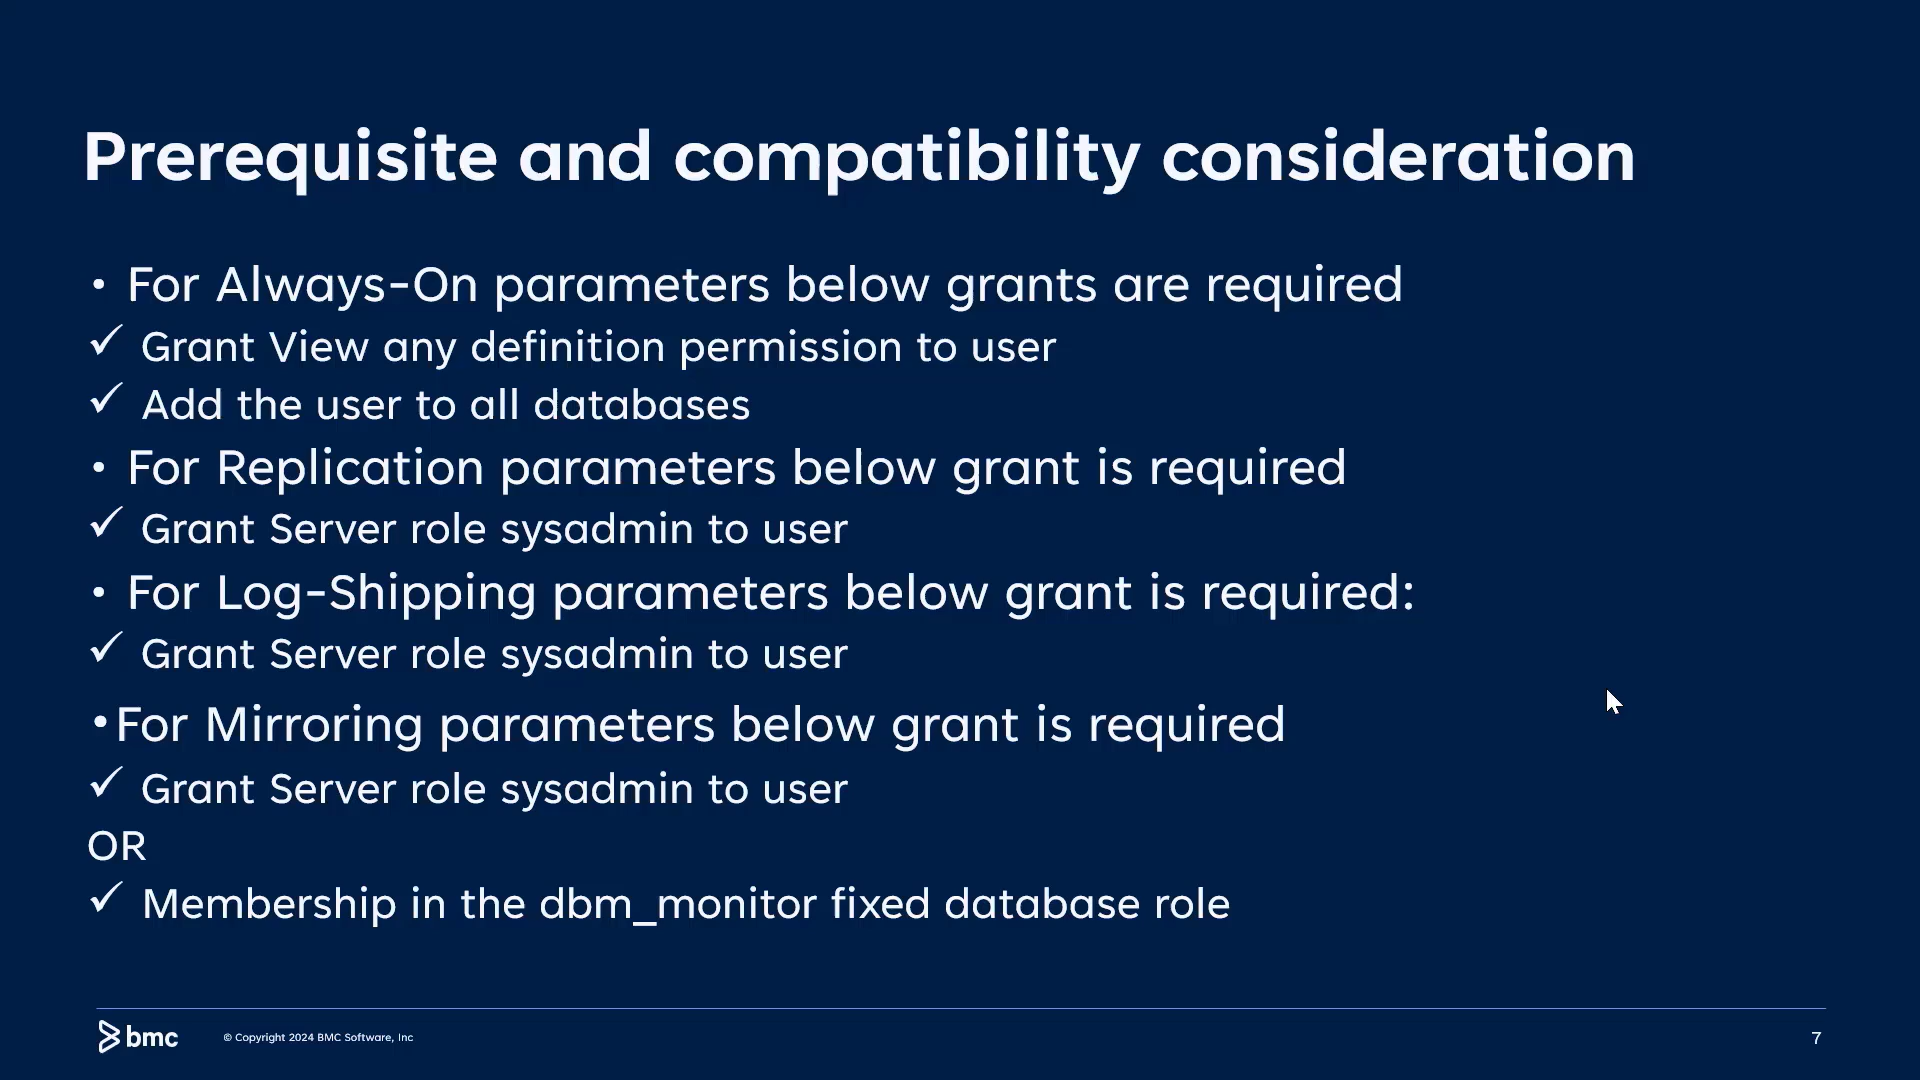 Prerequisite and compatibility consideration
• For Always-On parameters below grants are required
✓ Grant View any definition permission to user
✓ Add the user to all databases
• For Replication parameters below grant is required
✓ Grant Server role sysadmin to user
• For Log-Shipping parameters below grant is required:
✓ Grant Server role sysadmin to user
• For Mirroring parameters below grant is required
✓ Grant Server role sysadmin to user
OR
✓ Membership in the dbm_monitor fixed database role
bmc © Copyright 2024 BMC Software, Inc 7